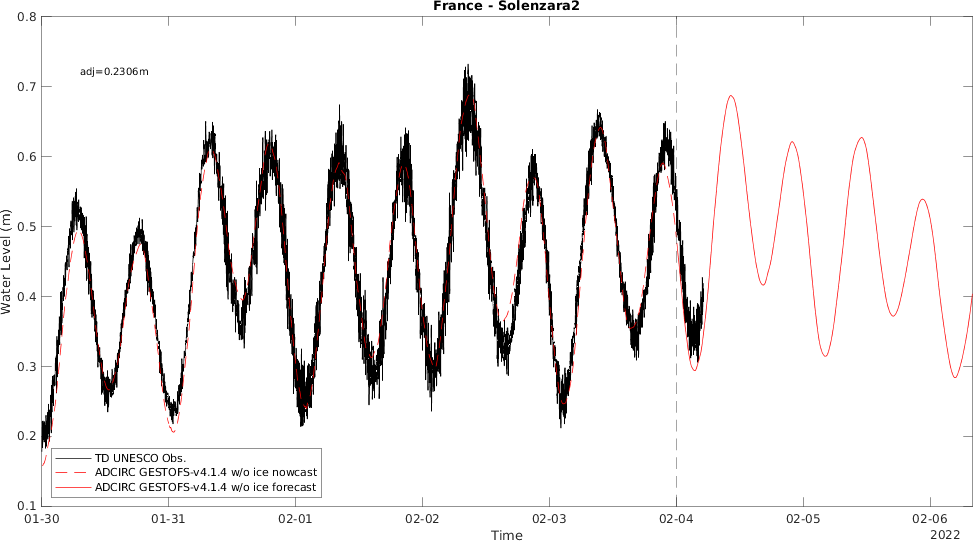 France - Solenzara2
0.8
0.7
0.6
0.5
0.4
0.3
0.2
0.1
Water Level (m)
adj=0.2306m
TD UNESCO Obs.
ADCIRC GESTOFS-v4.1.4 w/o ice nowcast
ADCIRC GESTOFS-v4.1.4 w/o ice forecast
01-30 01-31 02-01 02-02 02-03 02-04 02-05 02-06
Time
2022